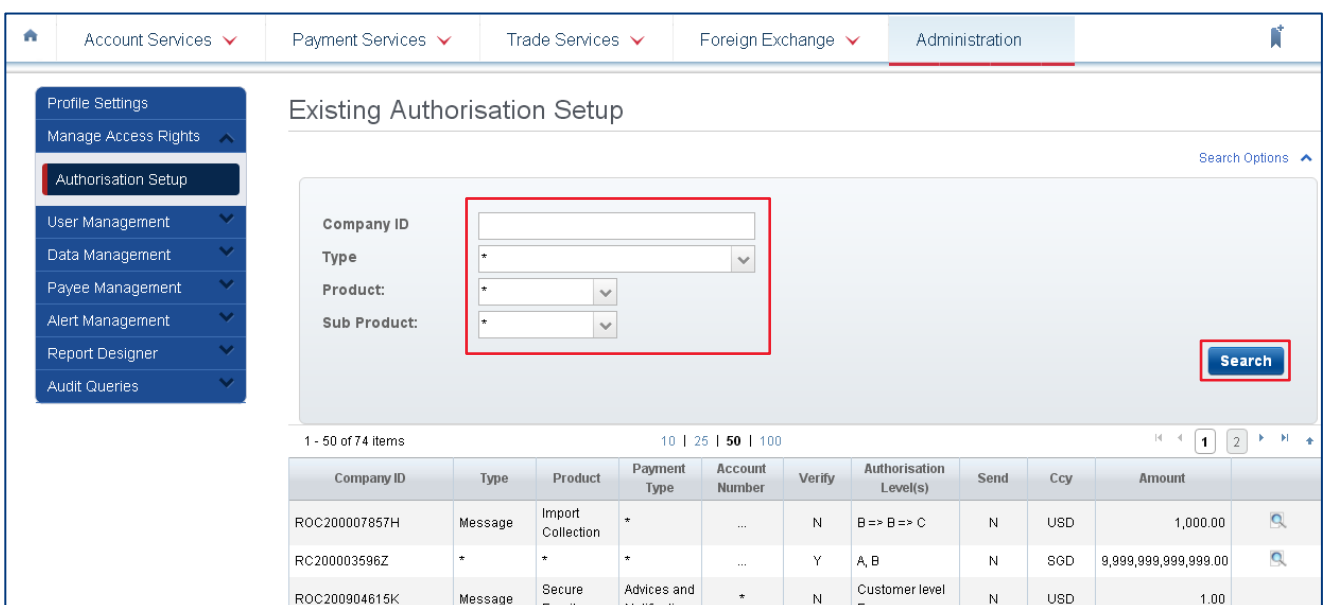 Account Services Payment Services Trade Services Foreign Exchange Administration
Profile Settings
Manage Access Rights
Authorisation Setup
User Management
Data Management
Payee Management
Alert Management
Report Designer
Audit Queries
Existing Authorisation Setup
Search Options
Company ID
Type *
Product: *
Sub Product: *
Search
1 - 50 of 74 items 10 | 25 | 50 | 100 1 2
Company ID Type Product Payment Type Account Number Verify Authorisation Level(s) Send Ccy Amount
ROC200007857H Message Import Collection * ... N B => B => C N USD 1,000.00
RC200003596Z * * * ... Y A, B N SGD 9,999,999,999,999.00
ROC200904615K Message Secure Advices and * N Customer level N USD 1.00